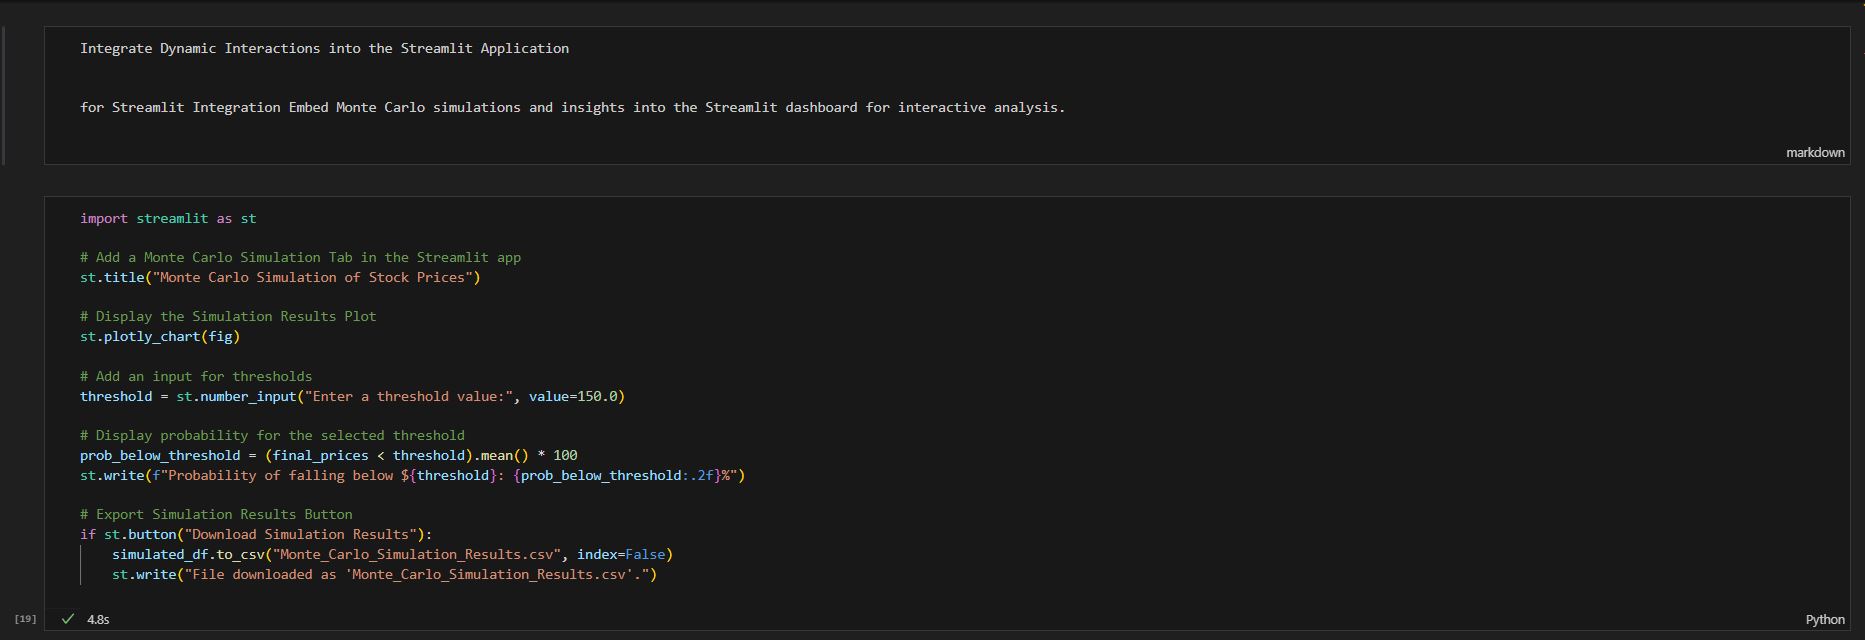 Integrate Dynamic Interactions into the Streamlit Application
for Streamlit Integration Embed Monte Carlo simulations and insights into the Streamlit dashboard for interactive analysis.
markdown
import streamlit as st
# Add a Monte Carlo Simulation Tab in the Streamlit app
st.title("Monte Carlo Simulation of Stock Prices")
# Display the Simulation Results Plot
st.plotly_chart(fig)
# Add an input for thresholds
threshold = st.number_input("Enter a threshold value:", value=150.0)
# Display probability for the selected threshold
prob_below_threshold = (final_prices < threshold).mean() * 100
st.write(f"Probability of falling below ${threshold}: {prob_below_threshold:.2f}%")
# Export Simulation Results Button
if st.button("Download Simulation Results"):
    simulated_df.to_csv("Monte_Carlo_Simulation_Results.csv", index=False)
    st.write("File downloaded as 'Monte_Carlo_Simulation_Results.csv'.")
[19] ✓ 4.8s Python